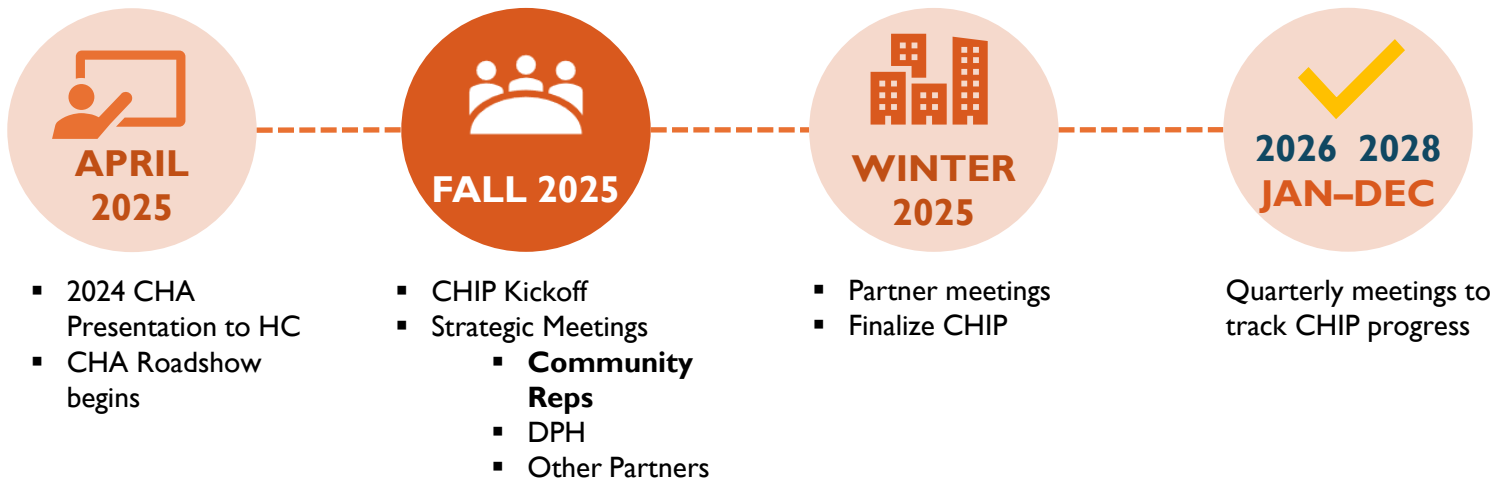 APRIL
2025
▪ 2024 CHA
Presentation to HC
▪ CHA Roadshow
begins
FALL 2025
▪ CHIP Kickoff
▪ Strategic Meetings
▪ Community
Reps
▪ DPH
▪ Other Partners
WINTER
2025
▪ Partner meetings
▪ Finalize CHIP
2026 2028
JAN–DEC
Quarterly meetings to
track CHIP progress